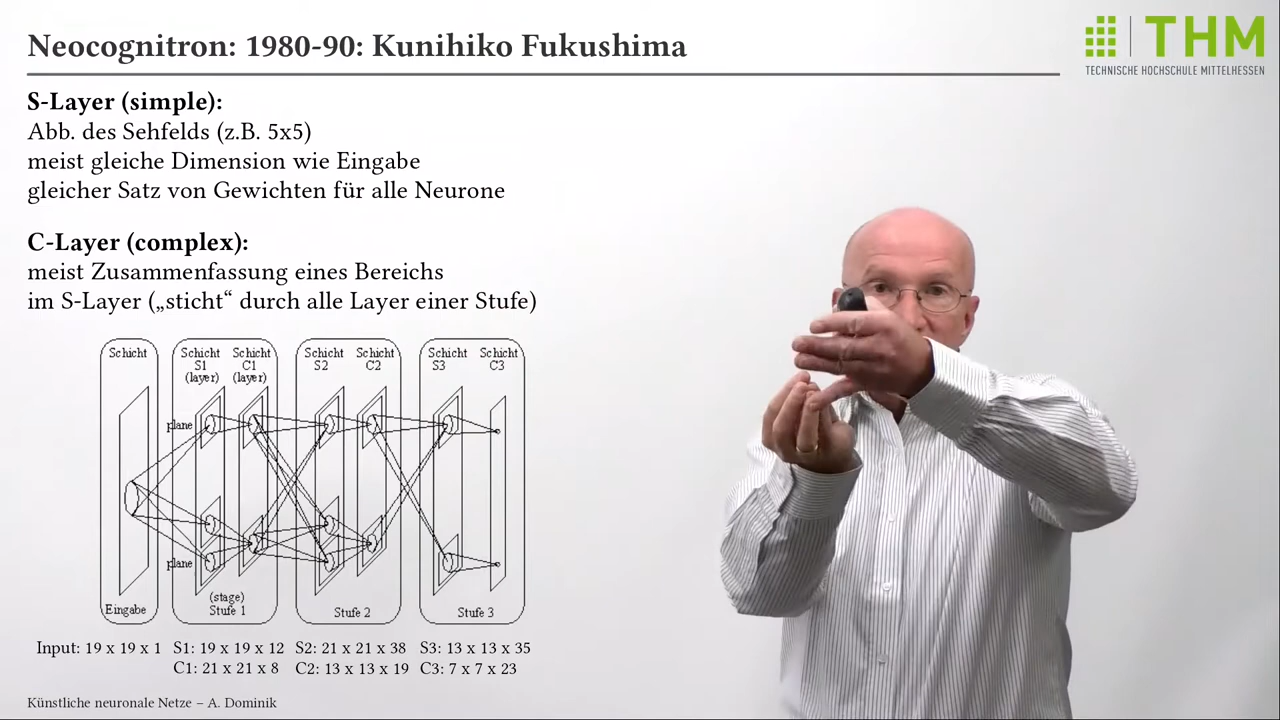 Neocognitron: 1980-90: Kunihiko Fukushima
THM
TECHNISCHE HOCHSCHULE MITTELHESSEN
S-Layer (simple):
Abb. des Sehfelds (z.B. 5x5)
meist gleiche Dimension wie Eingabe
gleicher Satz von Gewichten für alle Neurone
C-Layer (complex):
meist Zusammenfassung eines Bereichs
im S-Layer („sticht“ durch alle Layer einer Stufe)
Schicht
Schicht S1 (layer)
Schicht C1 (layer)
Schicht S2
Schicht C2
Schicht S3
Schicht C3
plane
plane
Eingabe
(stage)
Stufe 1
Stufe 2
Stufe 3
Input: 19 x 19 x 1
S1: 19 x 19 x 12
C1: 21 x 21 x 8
S2: 21 x 21 x 38
C2: 13 x 13 x 19
S3: 13 x 13 x 35
C3: 7 x 7 x 23
Künstliche neuronale Netze – A. Dominik